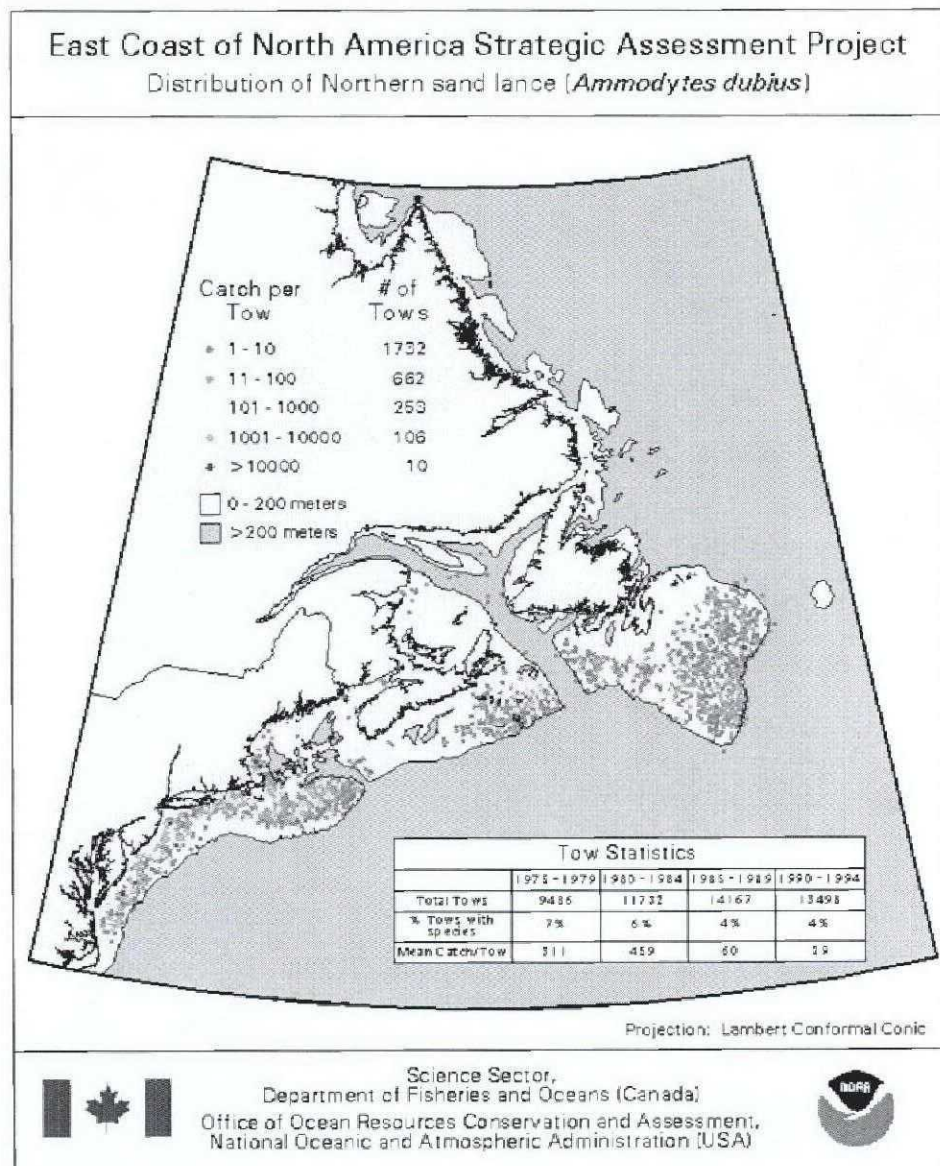 East Coast of North America Strategic Assessment Project
Distribution of Northern sand lance (Ammodytes dubius)
Catch per Tow # of Tows
1 - 10 1732
11 - 100 662
101 - 1000 253
1001 - 10000 106
>10000 10
0 - 200 meters
>200 meters
Tow Statistics
1975 - 1979 1980 - 1984 1985 - 1989 1990 - 1994
Total Tows 9486 11732 14167 13498
% Tows with species 7% 6% 4% 4%
Mean Catch/Tow 459 60
Projection: Lambert Conformal Conic
Science Sector,
Department of Fisheries and Oceans (Canada)
Office of Ocean Resources Conservation and Assessment,
National Oceanic and Atmospheric Administration (USA)
NOAA